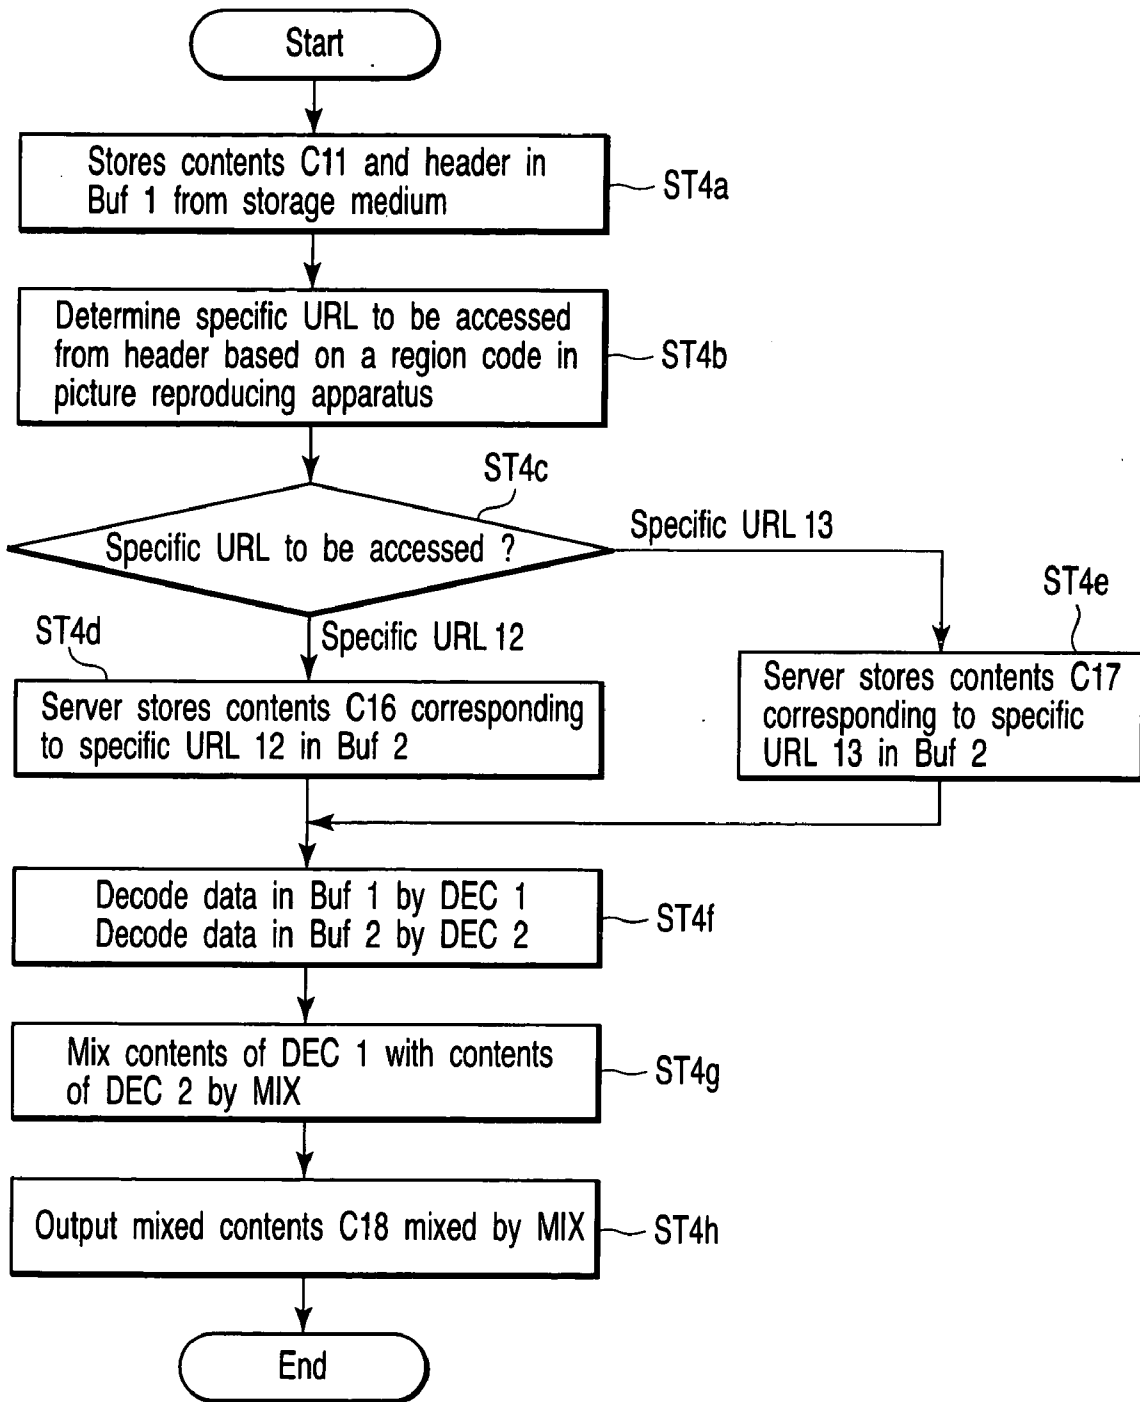 Start
Stores contents C11 and header in
Buf 1 from storage medium
ST4a
Determine specific URL to be accessed
from header based on a region code in
picture reproducing apparatus
ST4b
ST4c
Specific URL to be accessed ?
Specific URL 13
ST4e
ST4d
Specific URL 12
Server stores contents C16 corresponding
to specific URL 12 in Buf 2
Server stores contents C17
corresponding to specific
URL 13 in Buf 2
Decode data in Buf 1 by DEC 1
Decode data in Buf 2 by DEC 2
ST4f
Mix contents of DEC 1 with contents
of DEC 2 by MIX
ST4g
Output mixed contents C18 mixed by MIX
ST4h
End